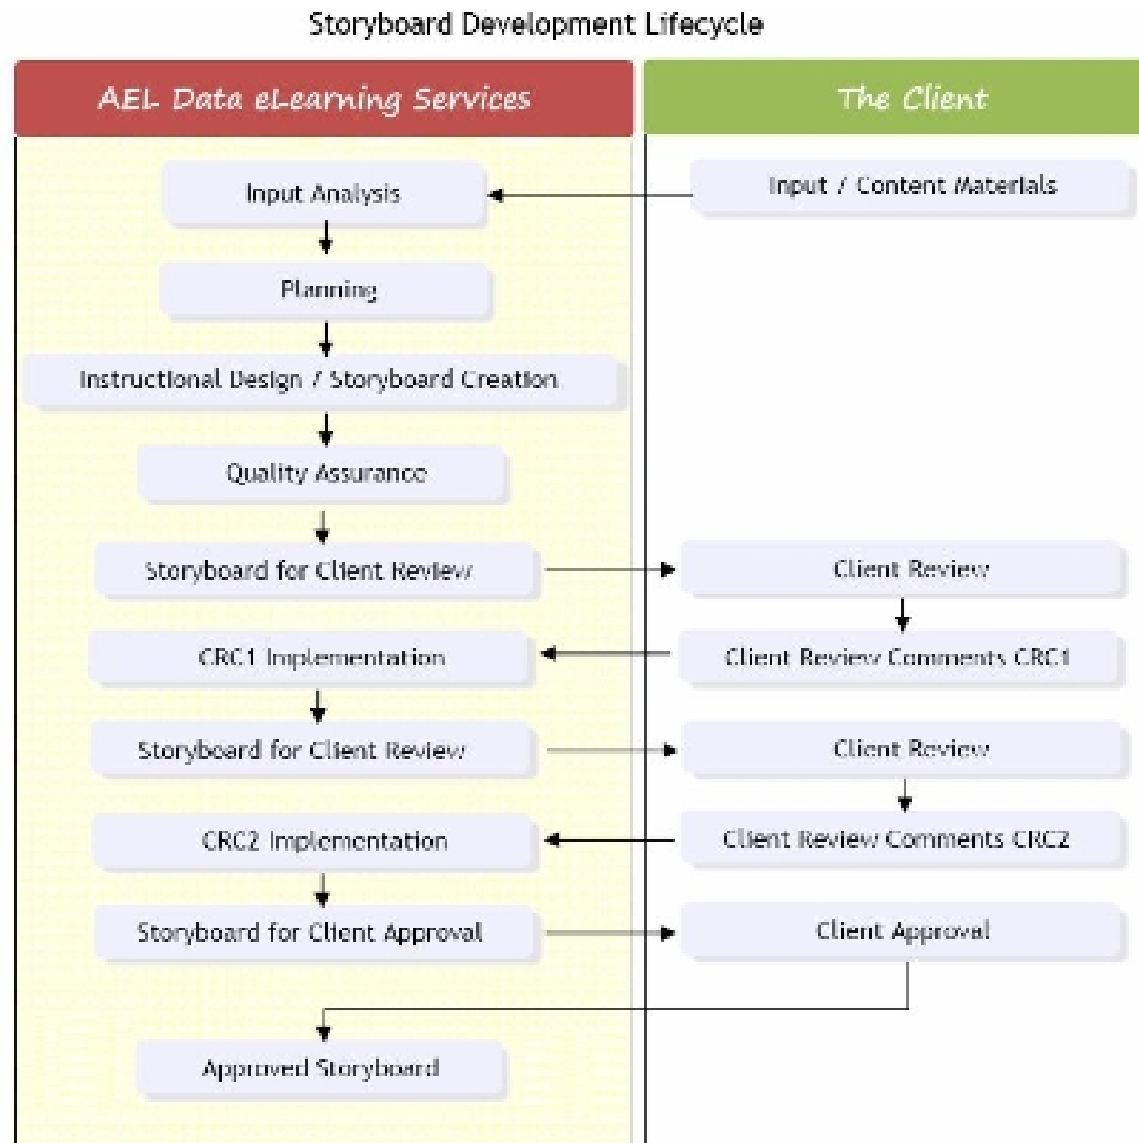 Storyboard Development Lifecycle
AEL Data eLearning Services
The Client
Input Analysis
Input / Content Materials
Planning
Instructional Design / Storyboard Creation
Quality Assurance
Storyboard for Client Review
Client Review
CRC1 Implementation
Client Review Comments CRC1
Storyboard for Client Review
Client Review
CRC2 Implementation
Client Review Comments CRC2
Storyboard for Client Approval
Client Approval
Approved Storyboard